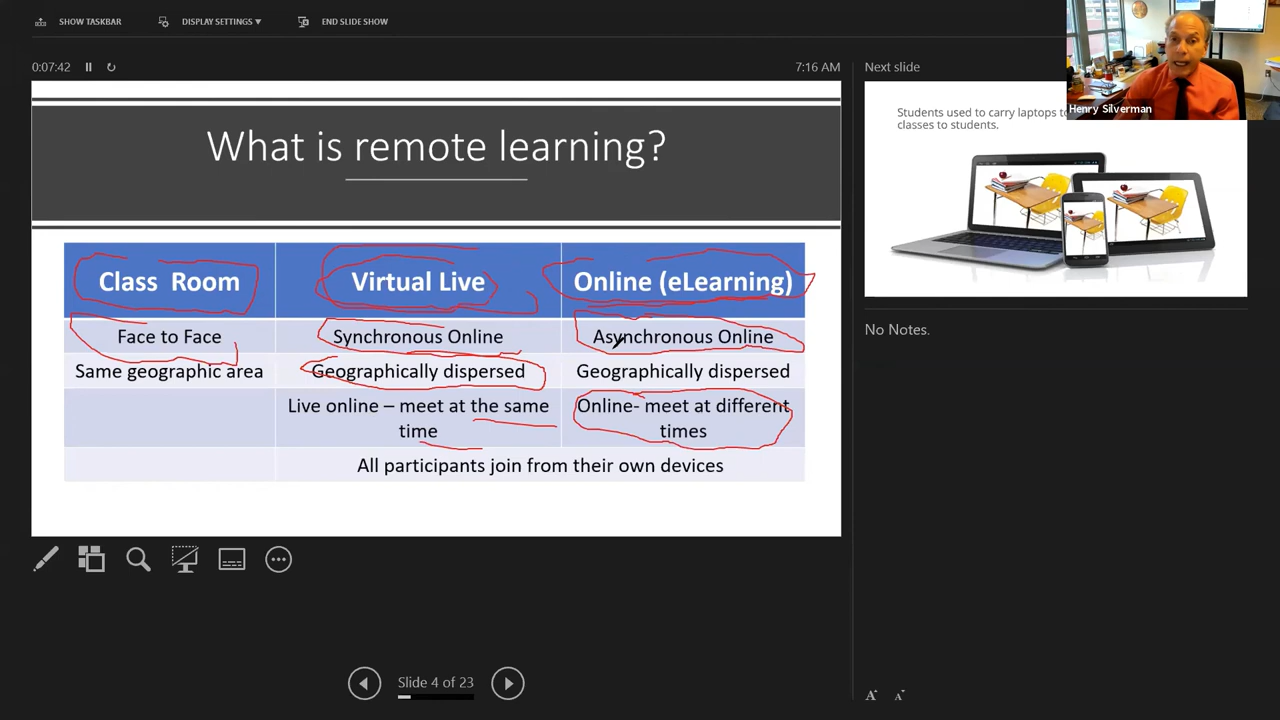 SHOW TASKBAR
DISPLAY SETTINGS ▼
END SLIDE SHOW
0:07:42
7:16 AM
What is remote learning?
Class Room
Virtual Live
Online (eLearning)
Face to Face
Synchronous Online
Asynchronous Online
Same geographic area
Geographically dispersed
Geographically dispersed
Live online – meet at the same
time
Online- meet at different
times
All participants join from their own devices
Slide 4 of 23
Next slide
Students used to carry laptops
classes to students.
Henry Silverman
No Notes.
A
A